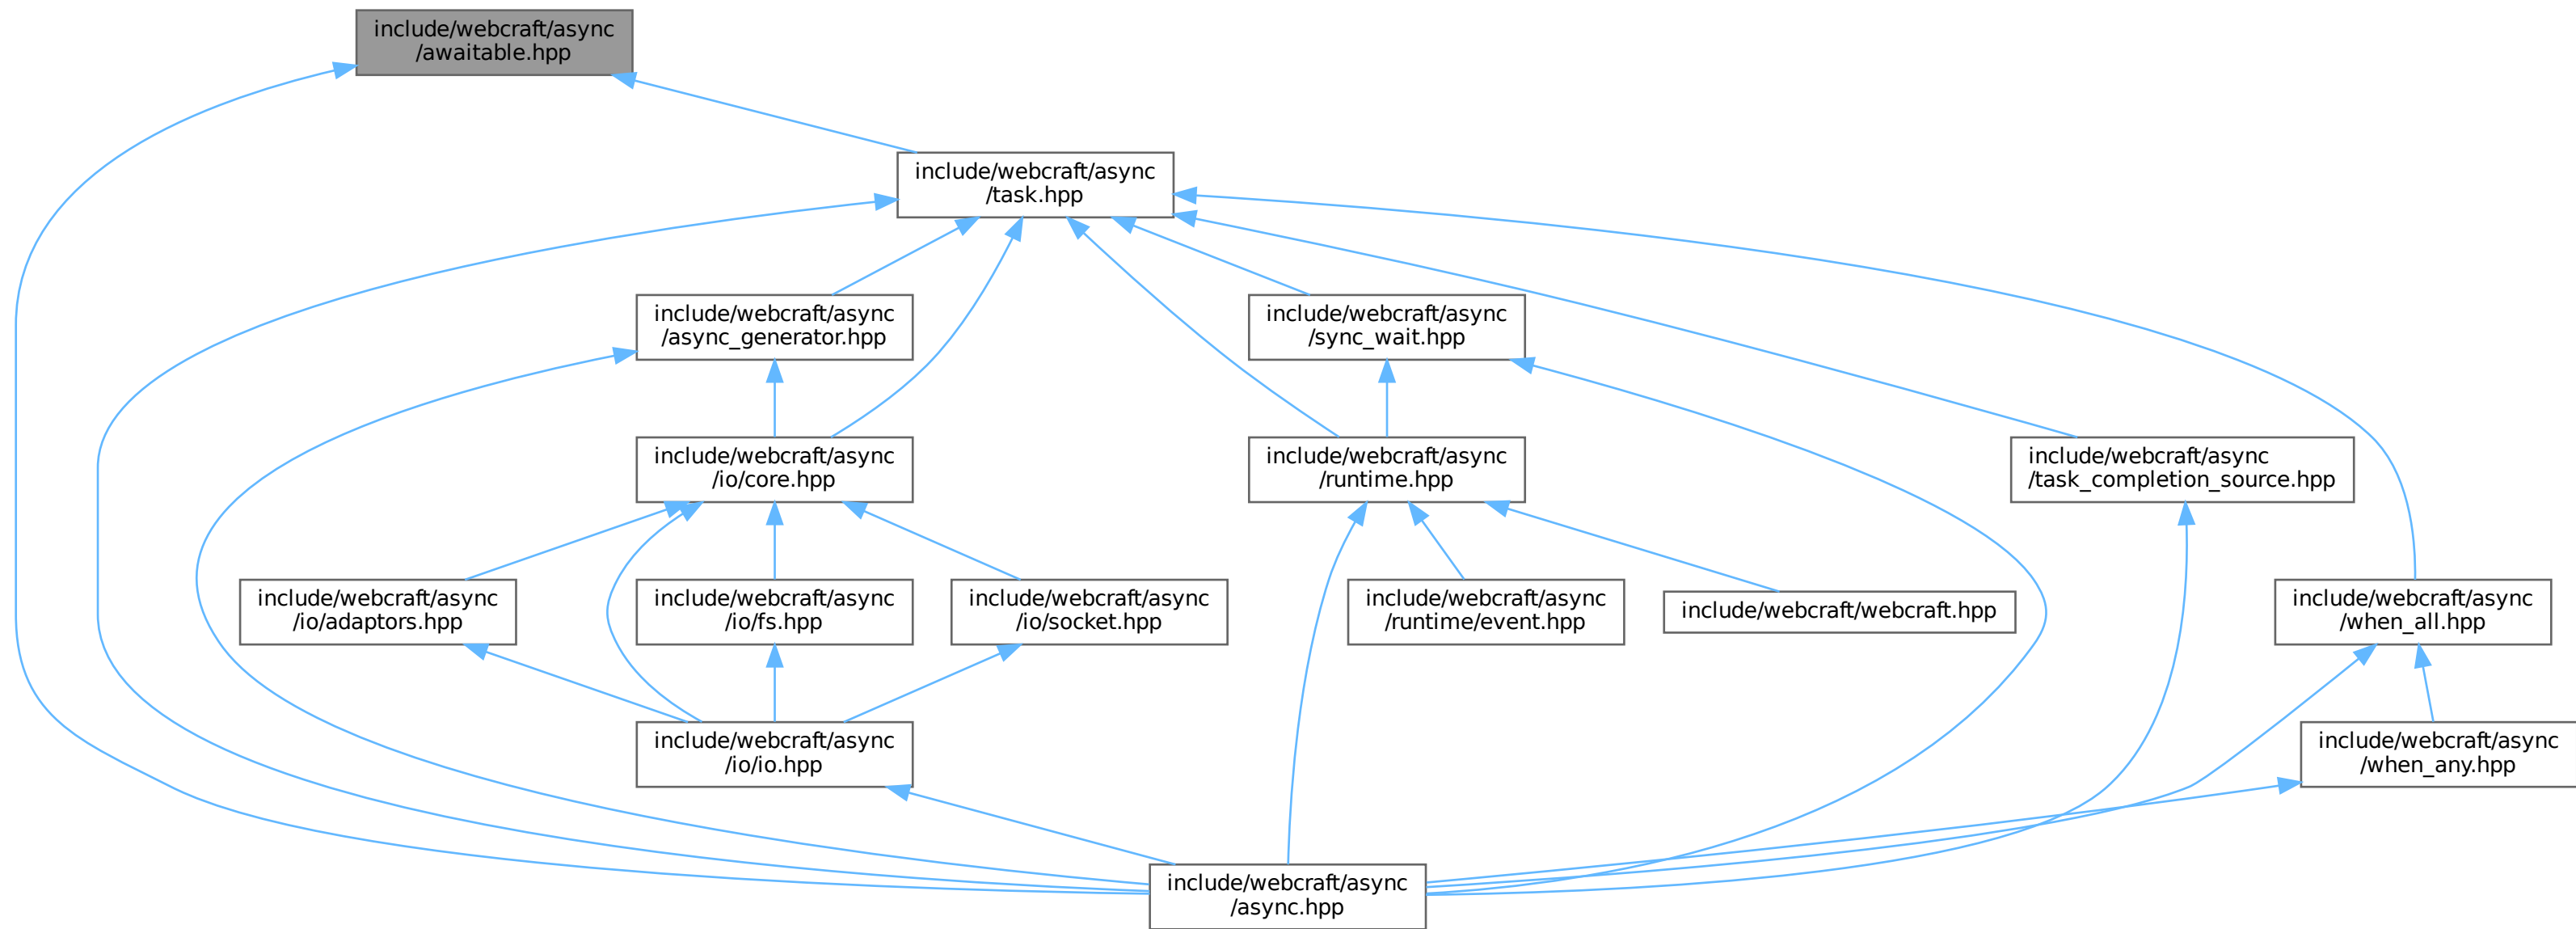 include/webcraft/async
/awaitable.hpp
include/webcraft/async
/task.hpp
include/webcraft/async
/async_generator.hpp
include/webcraft/async
/sync_wait.hpp
include/webcraft/async
/io/core.hpp
include/webcraft/async
/runtime.hpp
include/webcraft/async
/task_completion_source.hpp
include/webcraft/async
/io/adaptors.hpp
include/webcraft/async
/io/fs.hpp
include/webcraft/async
/io/socket.hpp
include/webcraft/async
/runtime/event.hpp
include/webcraft/webcraft.hpp
include/webcraft/async
/when_all.hpp
include/webcraft/async
/io/io.hpp
include/webcraft/async
/when_any.hpp
include/webcraft/async
/async.hpp